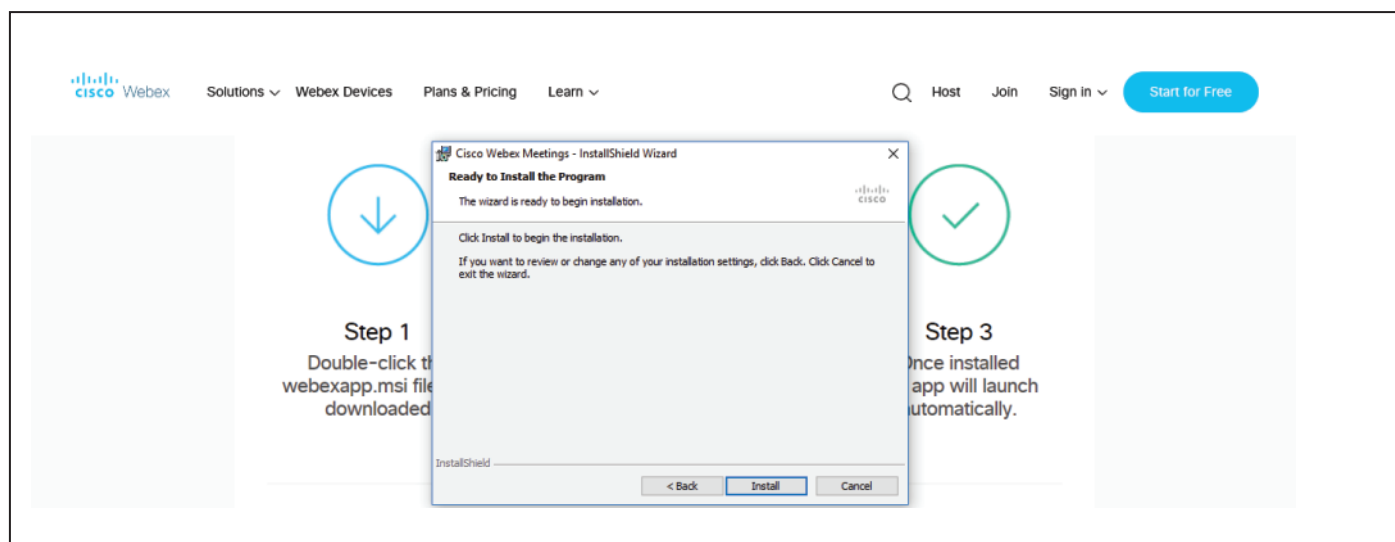 cisco Webex Solutions Webex Devices Plans & Pricing Learn Host Join Sign in Start for Free
Cisco Webex Meetings - InstallShield Wizard
Ready to Install the Program
The wizard is ready to begin installation.
cisco
Click Install to begin the installation.
If you want to review or change any of your installation settings, click Back. Click Cancel to
exit the wizard.
InstallShield
< Back Install Cancel
Step 1
Double-click
webexapp.msi
downloaded
Step 3
installed
app will launch
automatically.